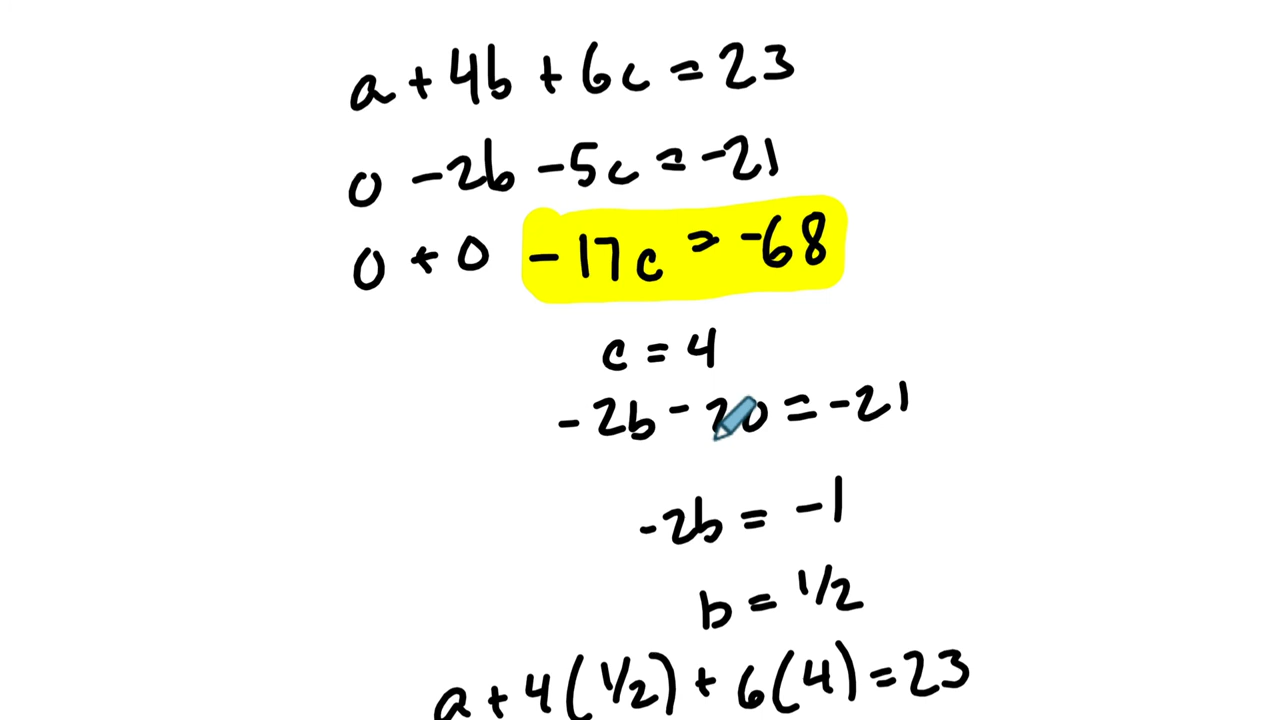 a + 4b + 6c = 23
0 - 2b - 5c = -21
0 + 0 - 17c = -68
c = 4
-2b - 20 = -21
-2b = -1
b = 1/2
a + 4(1/2) + 6(4) = 23